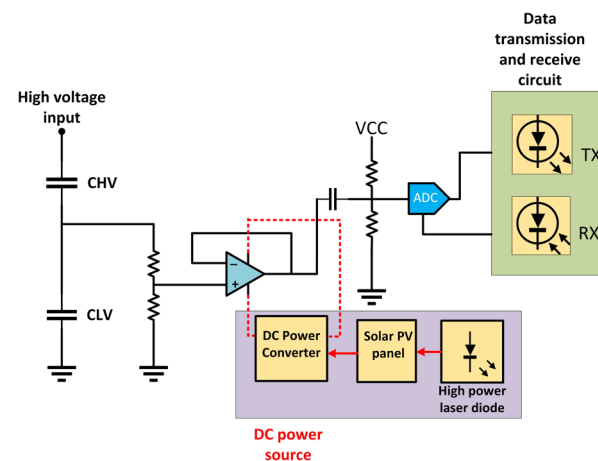 Data
transmission
and receive
circuit
High voltage
input
VCC
CHV
ADC
TX
RX
−
+
CLV
DC Power
Converter
Solar PV
panel
High power
laser diode
DC power
source